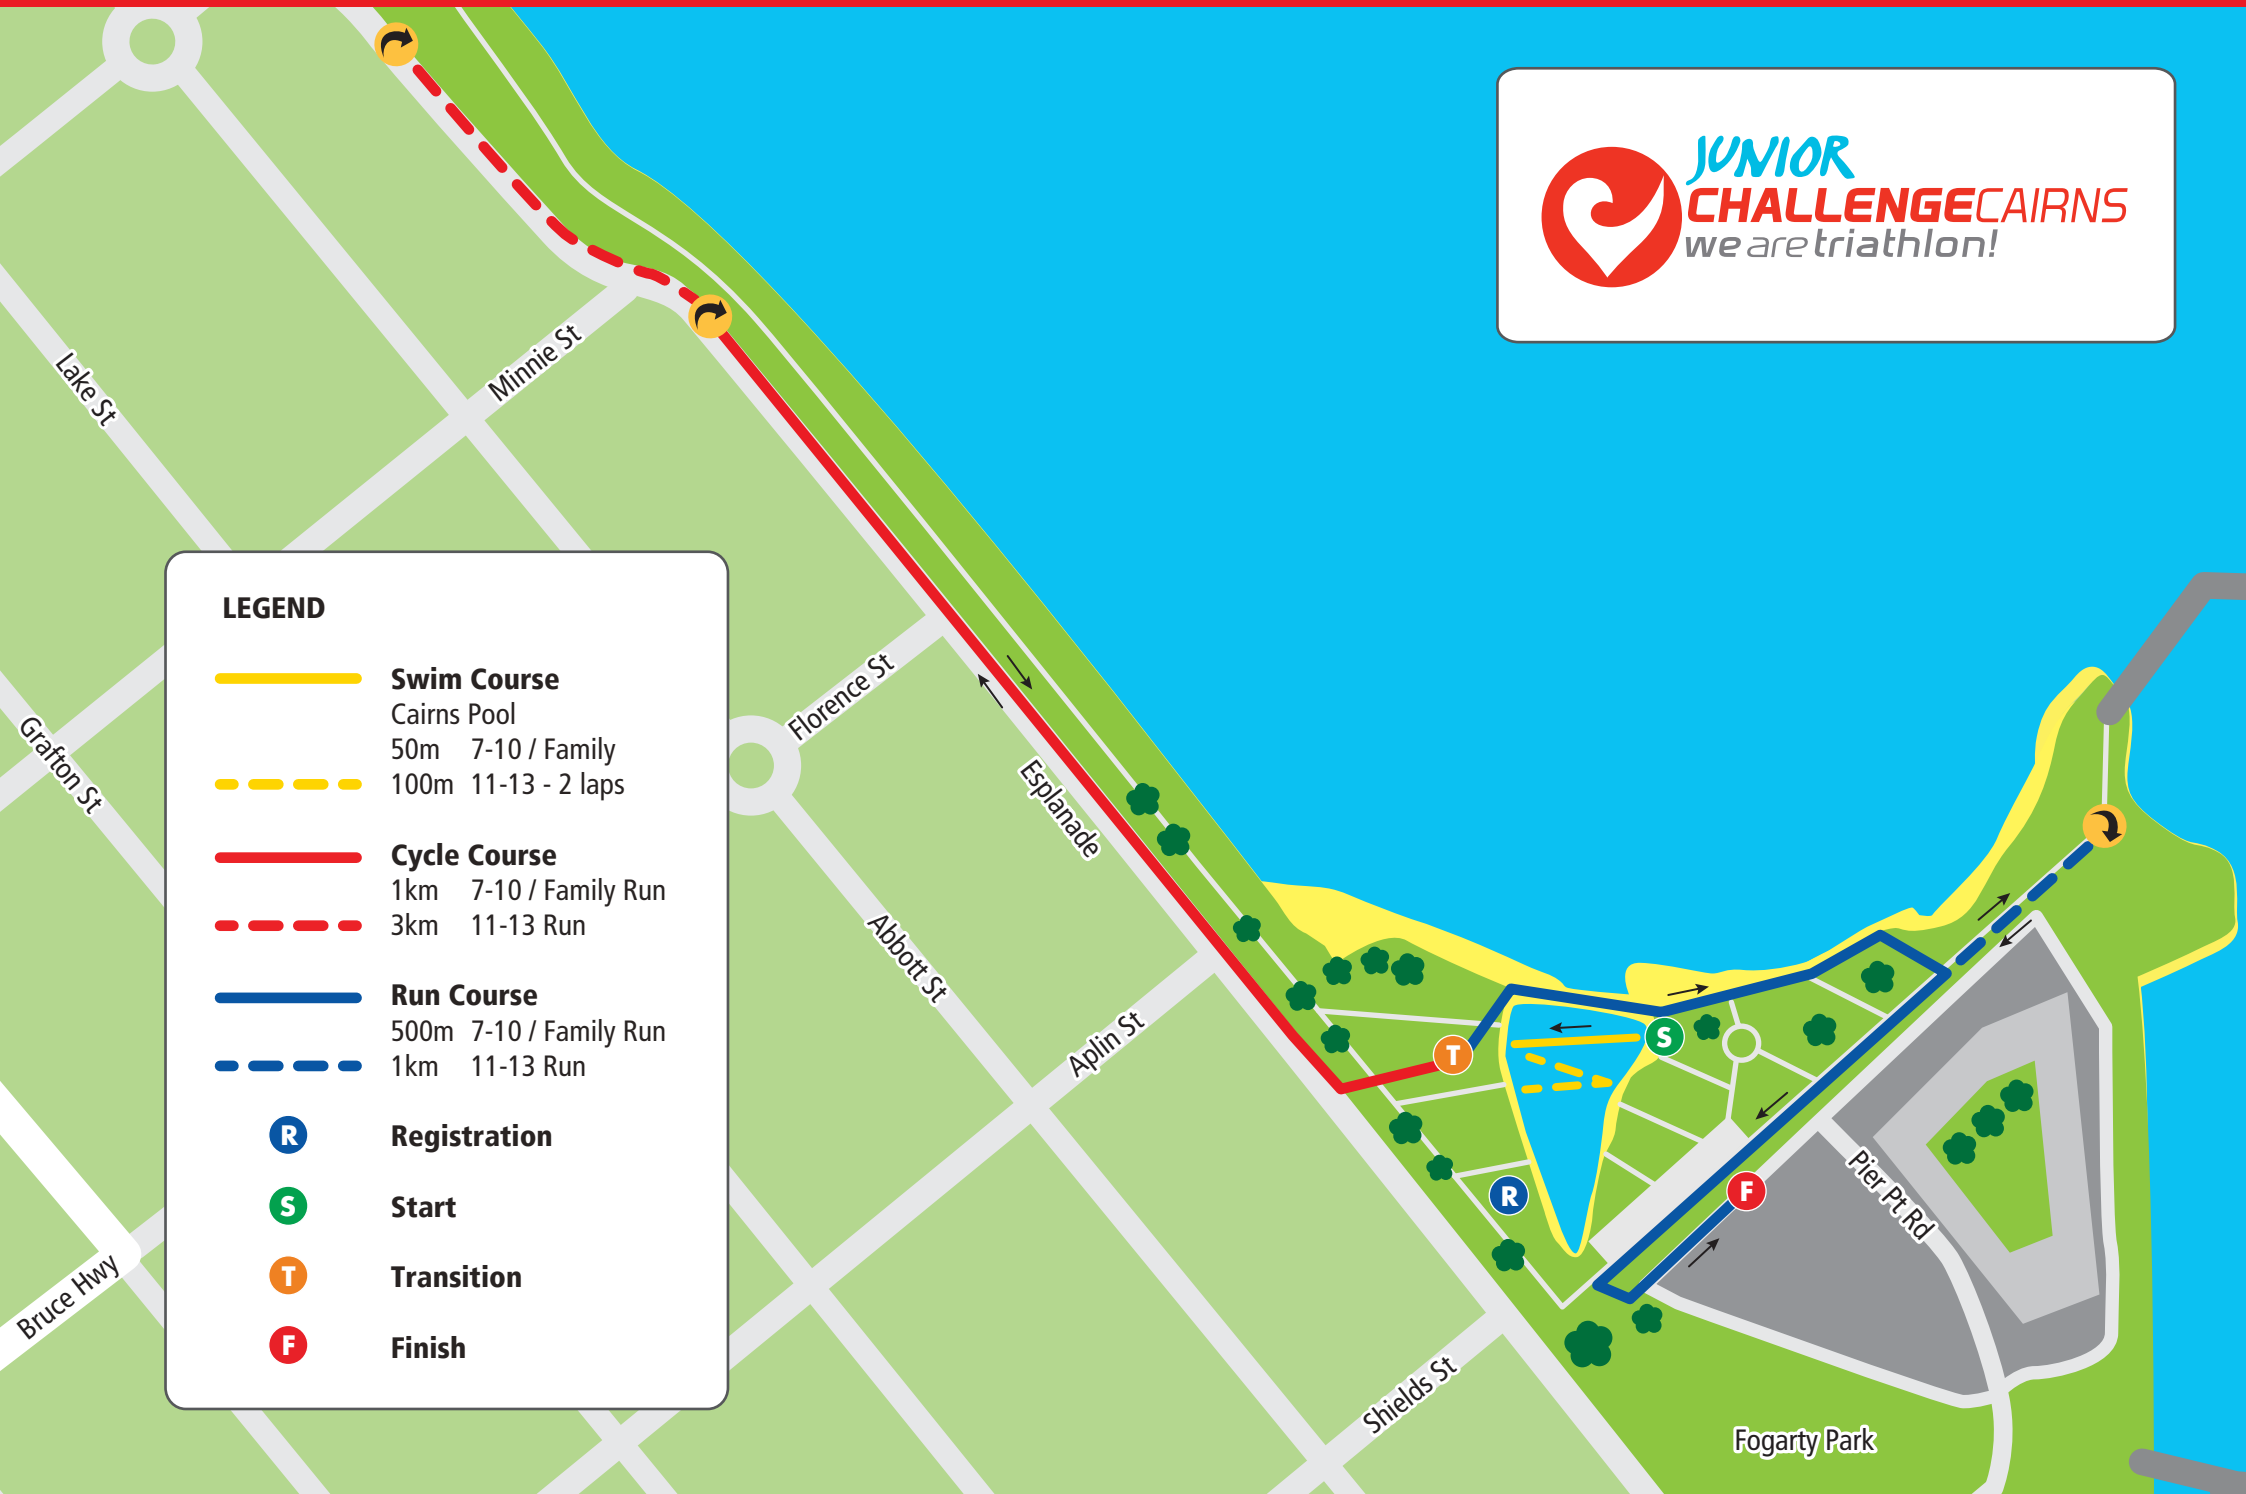 JUNIOR
CHALLENGECAIRNS
we are triathlon!
Lake St
Minnie St
Grafton St
Florence St
Esplanade
Abbott St
Aplin St
Bruce Hwy
Shields St
Pier Pt Rd
Fogarty Park
T
S
R
F
LEGEND
Swim Course
Cairns Pool
50m 7-10 / Family
100m 11-13 - 2 laps
Cycle Course
1km 7-10 / Family Run
3km 11-13 Run
Run Course
500m 7-10 / Family Run
1km 11-13 Run
R Registration
S Start
T Transition
F Finish